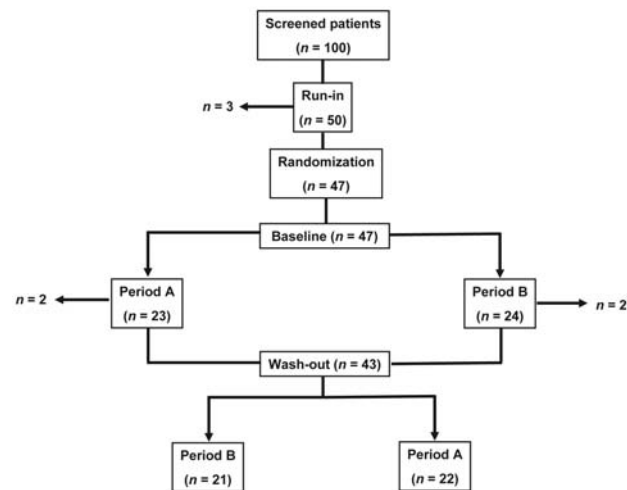 Screened patients
(n = 100)
Run-in
n = 3
(n = 50)
Randomization
(n = 47)
Baseline (n = 47)
Period A
(n = 23)
n = 2
Period B
(n = 24)
n = 2
Wash-out (n = 43)
Period B
(n = 21)
Period A
(n = 22)